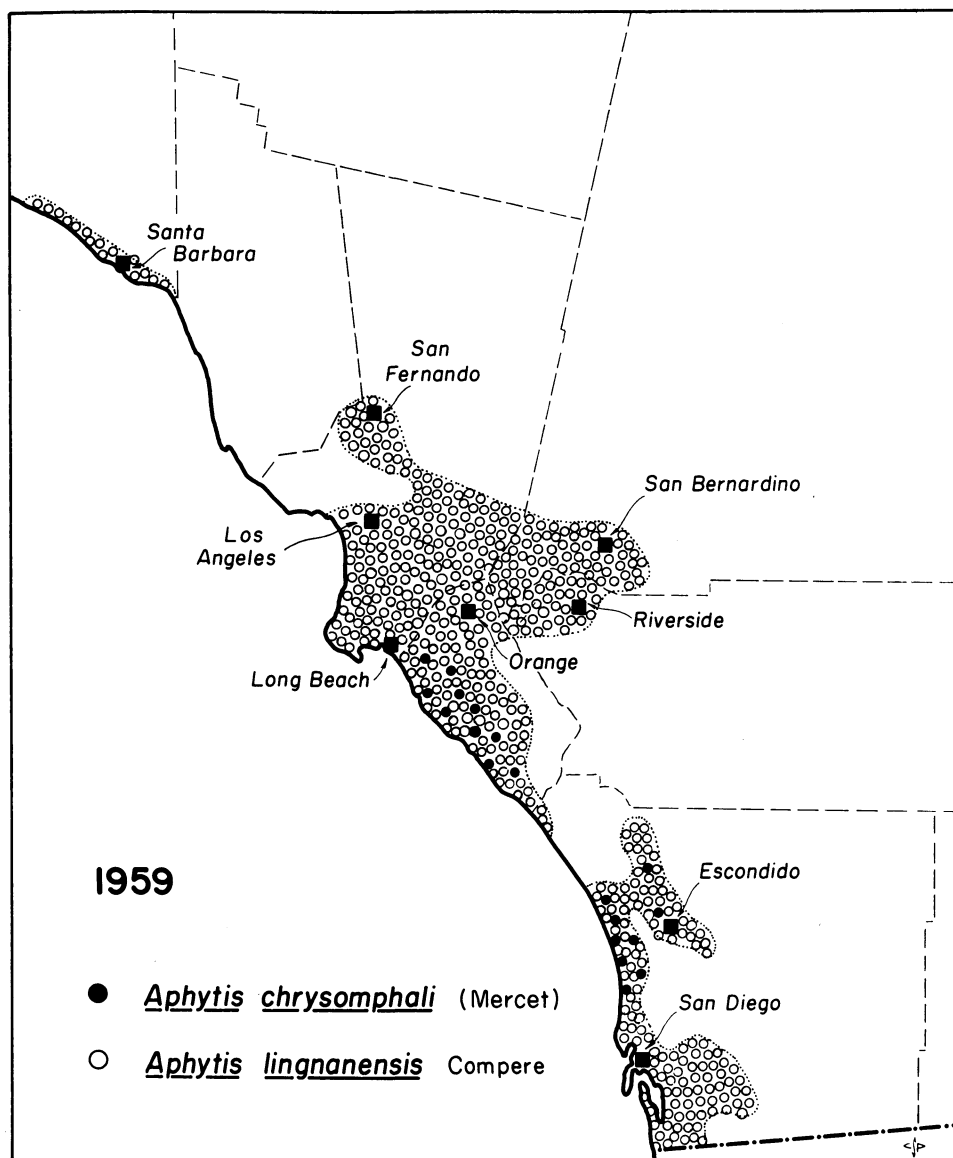 Santa
Barbara
San
Fernando
San Bernardino
Los
Angeles
Riverside
Orange
Long Beach
1959
Escondido
Aphytis chrysomphali (Mercet)
San Diego
Aphytis lingnanensis Compere